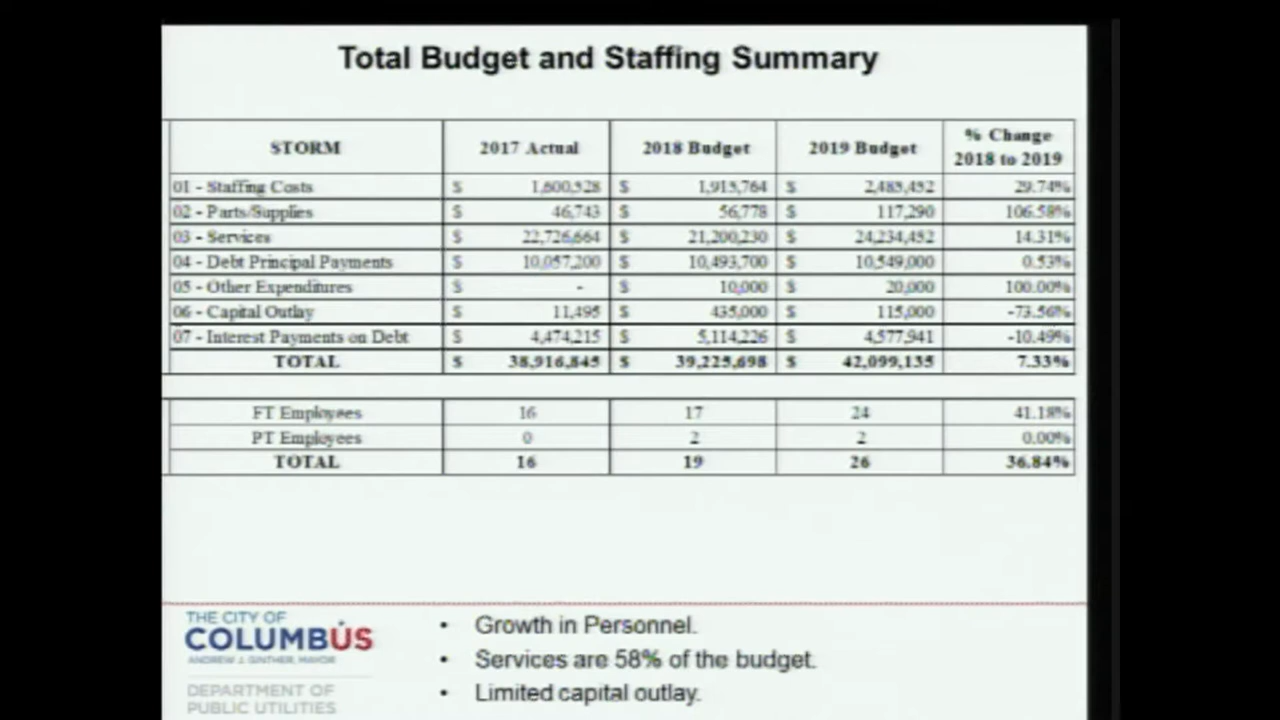 Total Budget and Staffing Summary
STORM 2017 Actual 2018 Budget 2019 Budget % Change 2018 to 2019
01 - Staffing Costs $ 1,600,528 $ 1,915,764 $ 2,485,452 29.74%
02 - Parts/Supplies $ 46,743 $ 56,778 $ 117,290 106.58%
03 - Services $ 22,726,664 $ 21,200,230 $ 24,234,452 14.31%
04 - Debt Principal Payments $ 10,057,200 $ 10,493,700 $ 10,549,000 0.53%
05 - Other Expenditures $ - $ 10,000 $ 20,000 100.00%
06 - Capital Outlay $ 11,495 $ 435,000 $ 115,000 -73.56%
07 - Interest Payments on Debt $ 4,474,215 $ 5,114,226 $ 4,577,941 -10.49%
TOTAL $ 38,916,845 $ 39,225,698 $ 42,099,135 7.33%
FT Employees 16 17 24 41.18%
PT Employees 0 2 2 0.00%
TOTAL 16 19 26 36.84%
THE CITY OF
COLUMBUS
ANDREW J. GINTHER, MAYOR
DEPARTMENT OF
PUBLIC UTILITIES
• Growth in Personnel.
• Services are 58% of the budget.
• Limited capital outlay.